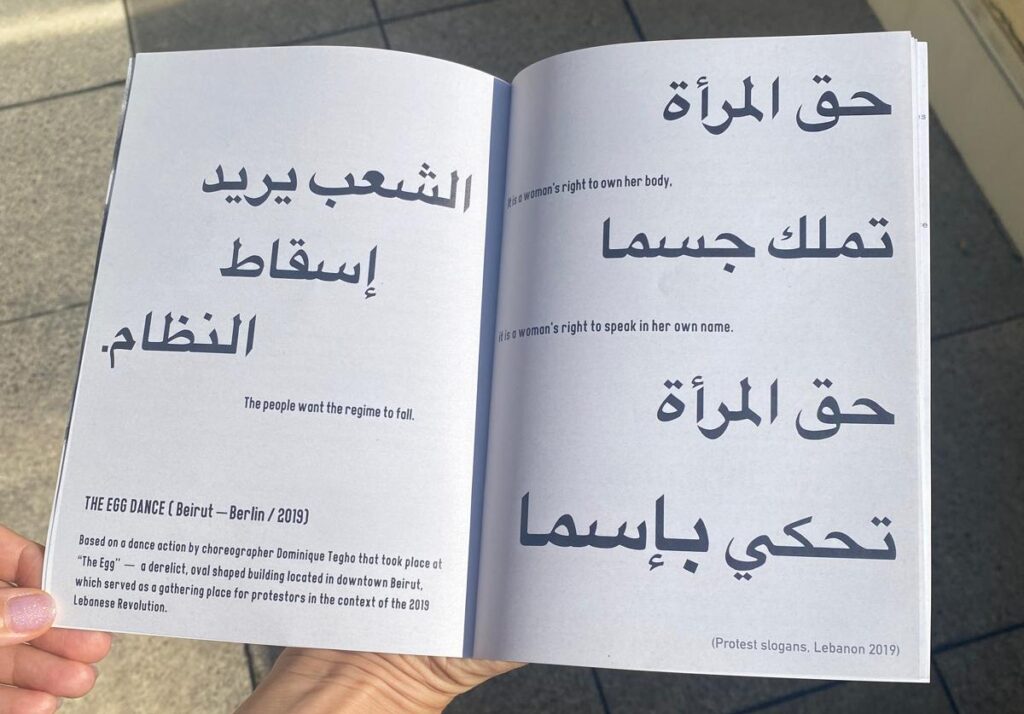 الشعب يريد
إسقاط
النظام.
The people want the regime to fall.
THE EGG DANCE ( Beirut – Berlin / 2019)
Based on a dance action by choreographer Dominique Tegho that took place at
“The Egg” — a derelict, oval shaped building located in downtown Beirut,
which served as a gathering place for protestors in the context of the 2019
Lebanese Revolution.
حق المرأة
It is a woman's right to own her body,
تملك جسما
it is a woman's right to speak in her own name.
حق المرأة
تحكي بإسما
(Protest slogans, Lebanon 2019)